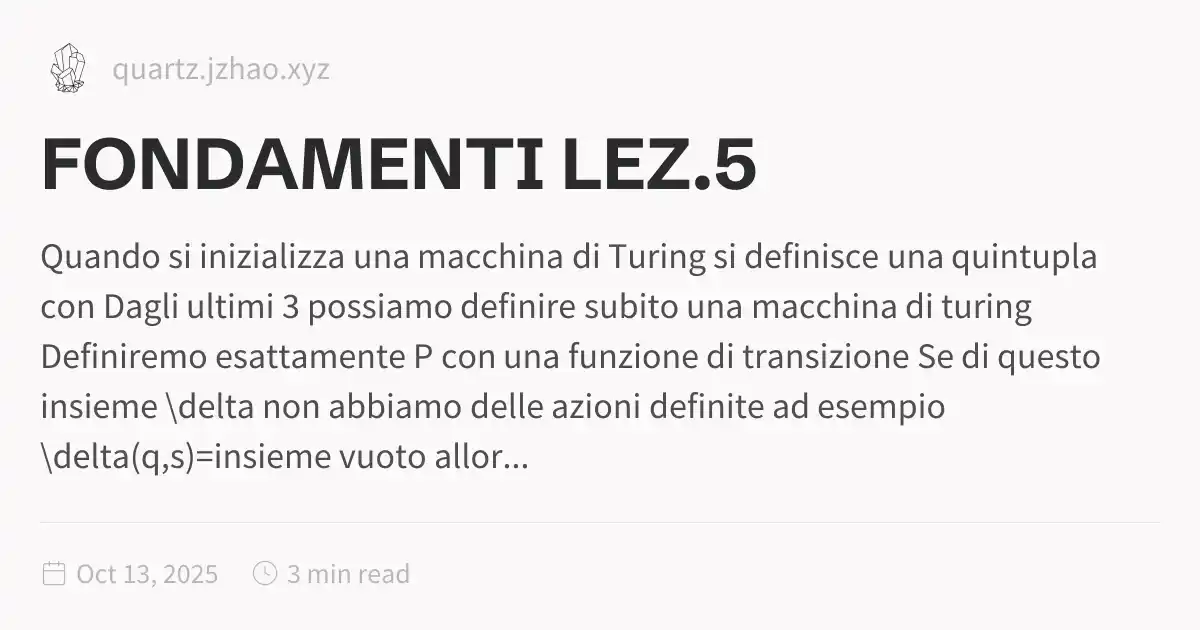 quartz.jzhao.xyz
FONDAMENTI LEZ.5
Quando si inizializza una macchina di Turing si definisce una quintupla
con Dagli ultimi 3 possiamo definire subito una macchina di turing
Definiremo esattamente P con una funzione di transizione Se di questo
insieme \delta non abbiamo delle azioni definite ad esempio
\delta(q,s)=insieme vuoto allor...
Oct 13, 2025 3 min read